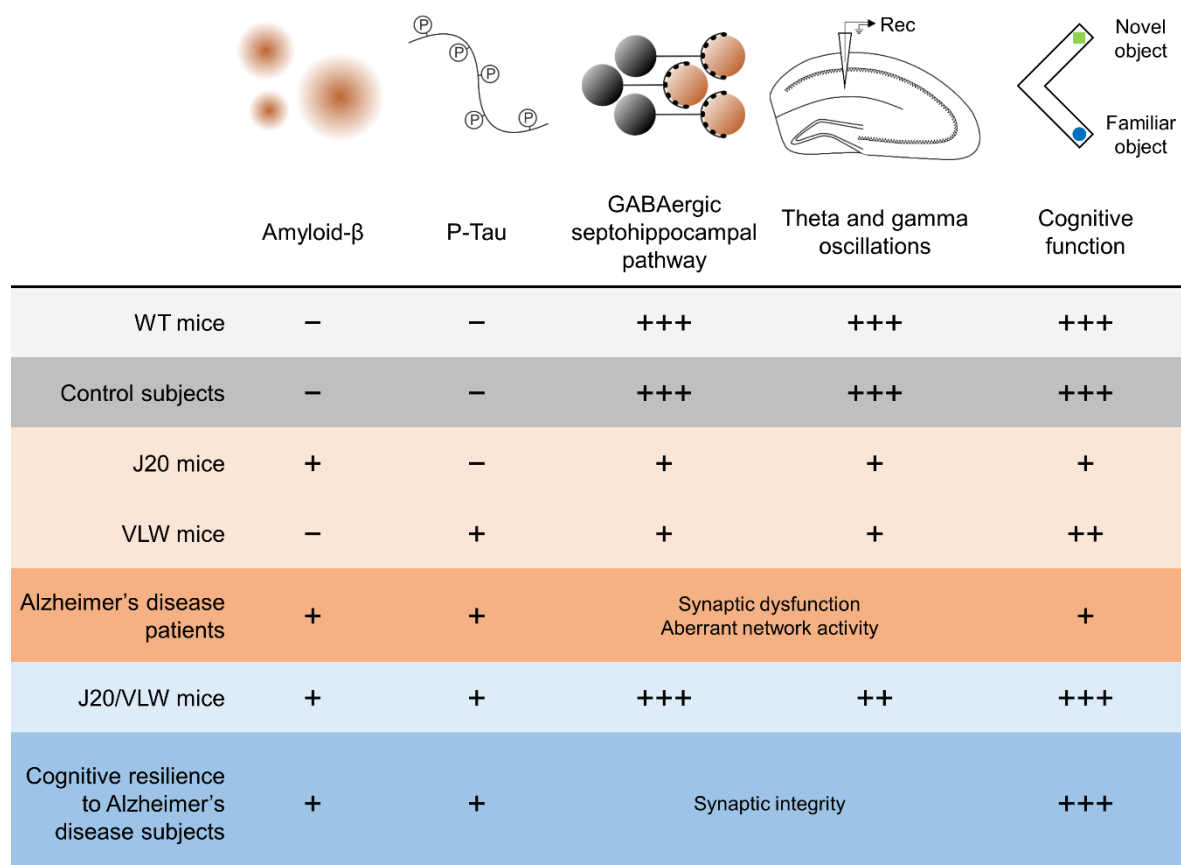 Rec
Novel
object
Familiar
object
P
P
P
P
P
Amyloid-β
P-Tau
GABAergic
septohippocampal
pathway
Theta and gamma
oscillations
Cognitive
function
WT mice − − +++ +++ +++
Control subjects − − +++ +++ +++
J20 mice + − + + +
VLW mice − + + + ++
Alzheimer’s disease
patients
+ +
Synaptic dysfunction
Aberrant network activity
+
J20/VLW mice + + +++ ++ +++
Cognitive resilience
to Alzheimer’s
disease subjects
+ + Synaptic integrity +++